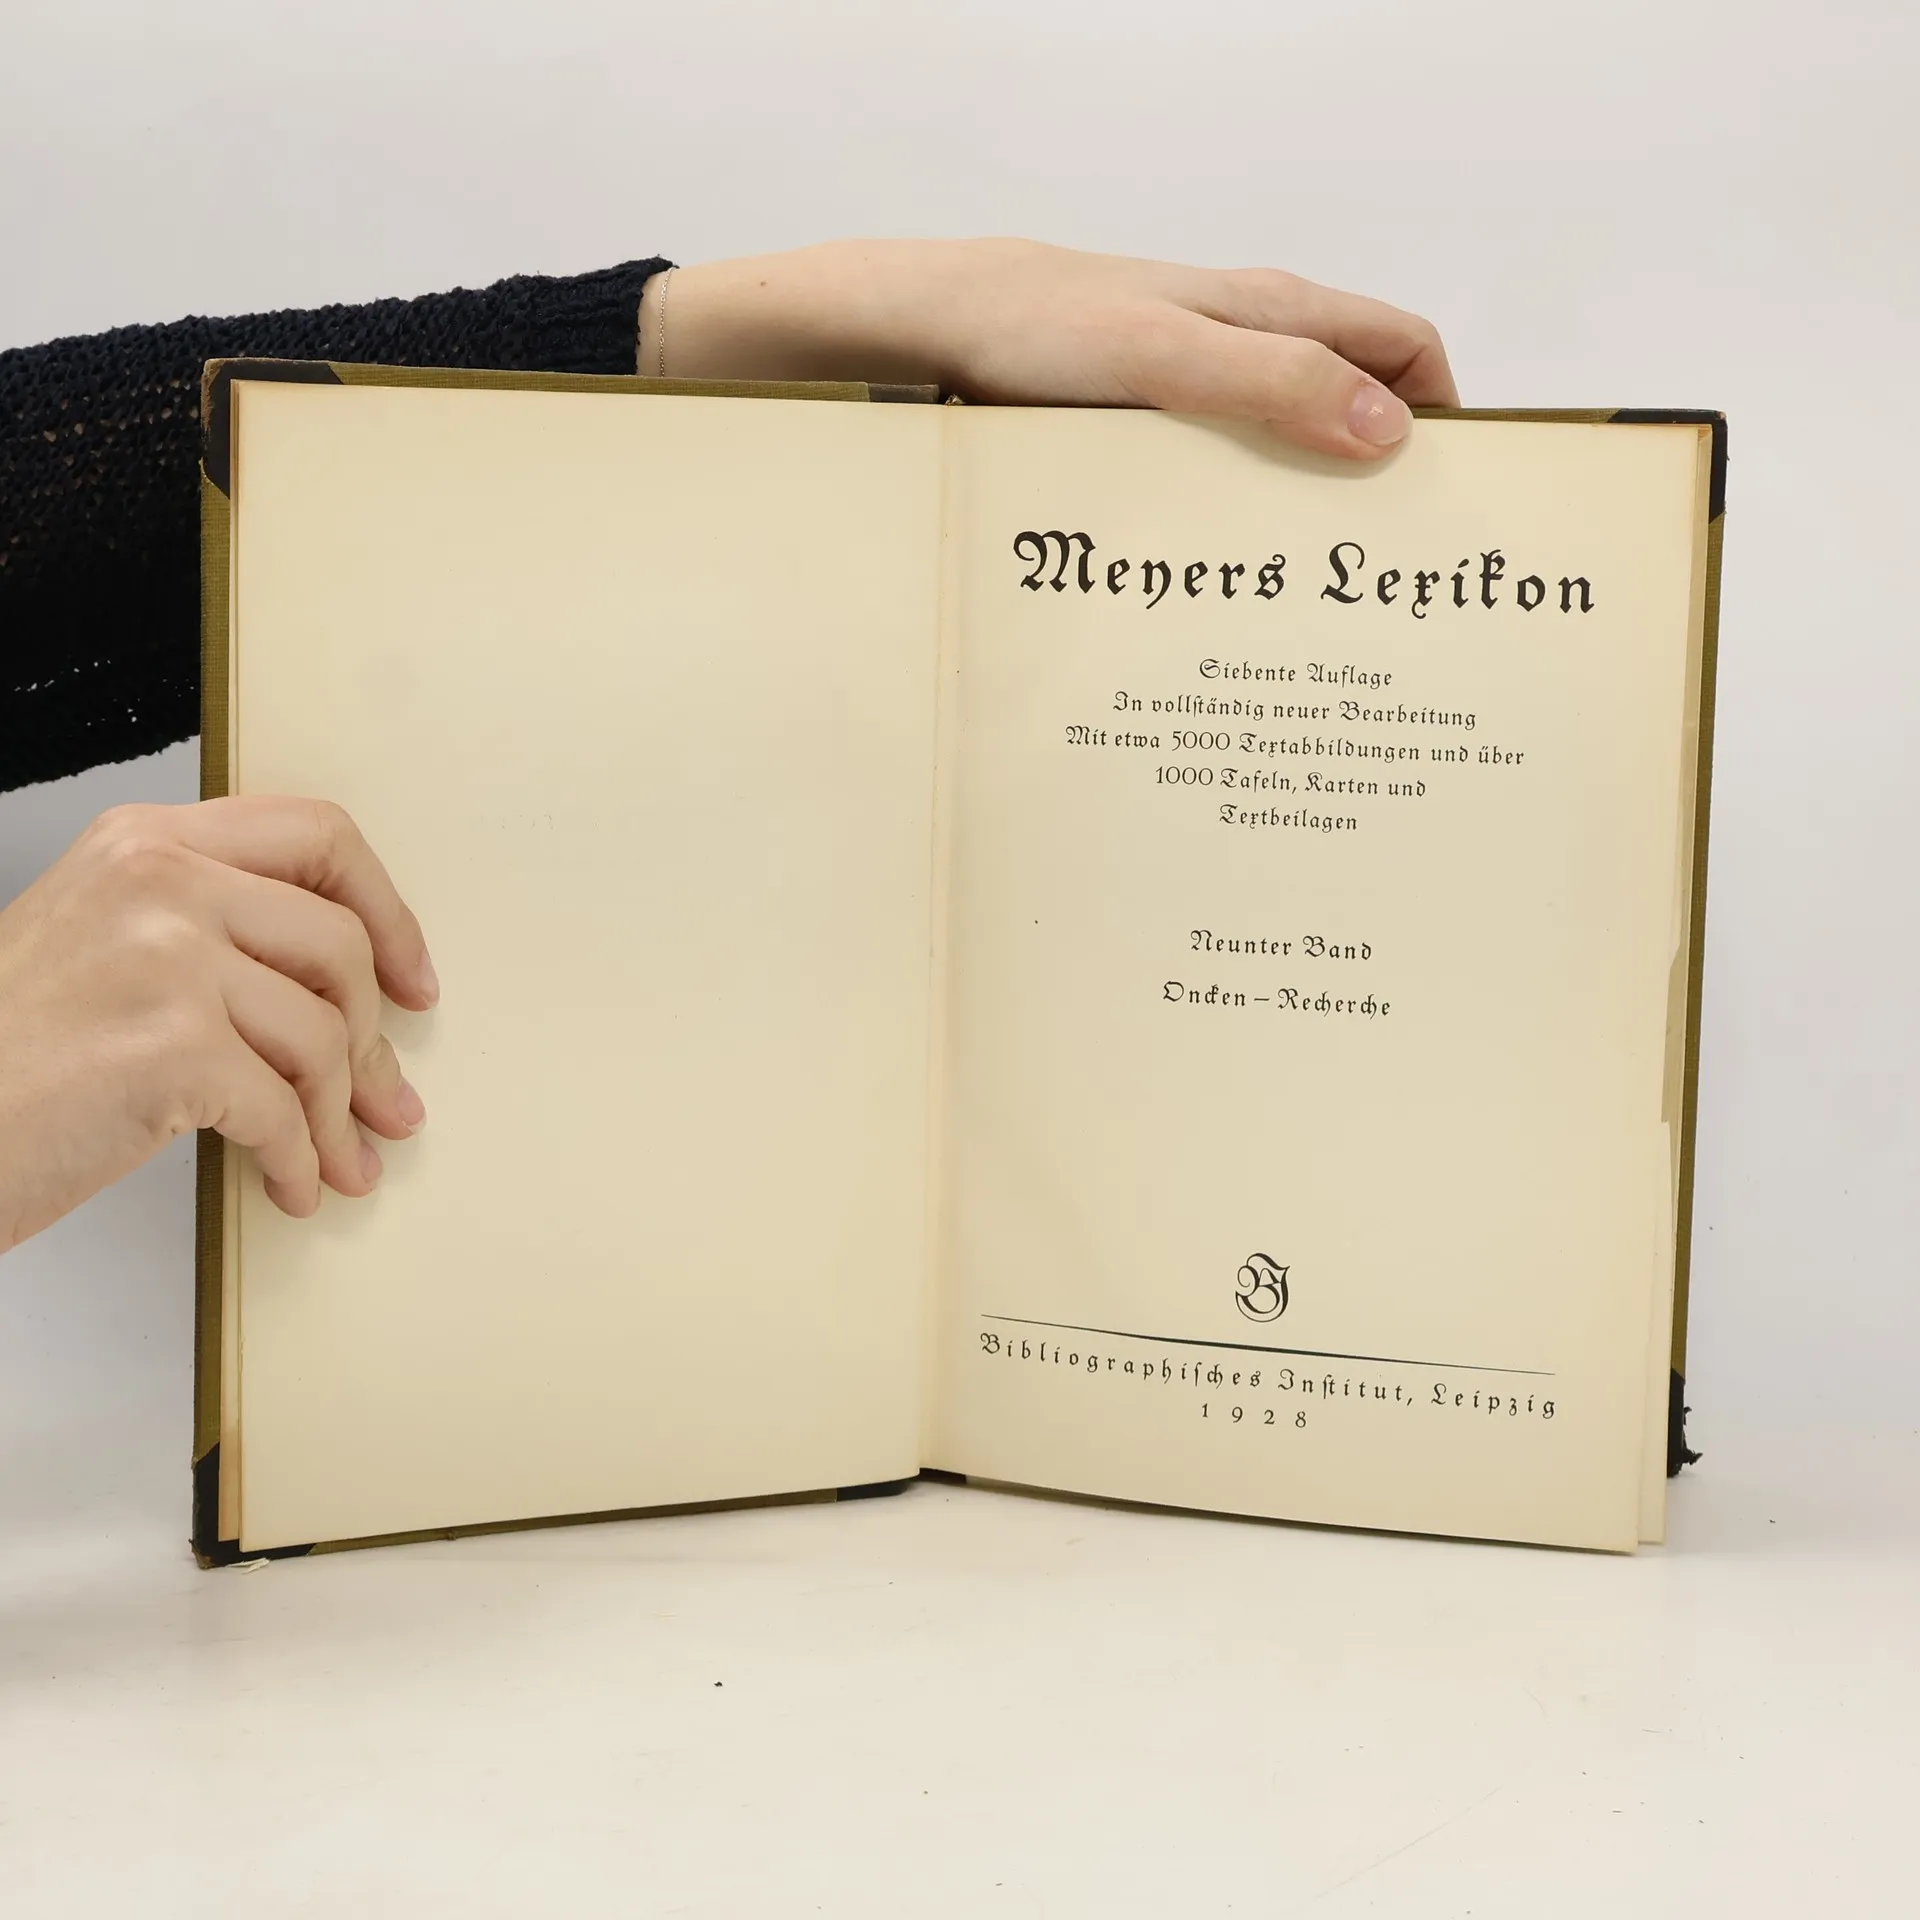 Meyers Lexikon
Siebente Auflage
In vollſtändig neuer Bearbeitung
Mit etwa 5000 Textabbildungen und über
1000 Tafeln, Karten und
Textbeilagen
Neunter Band
Oncken – Recherche
BI
Bibliographiſches Inſtitut, Leipzig
1928